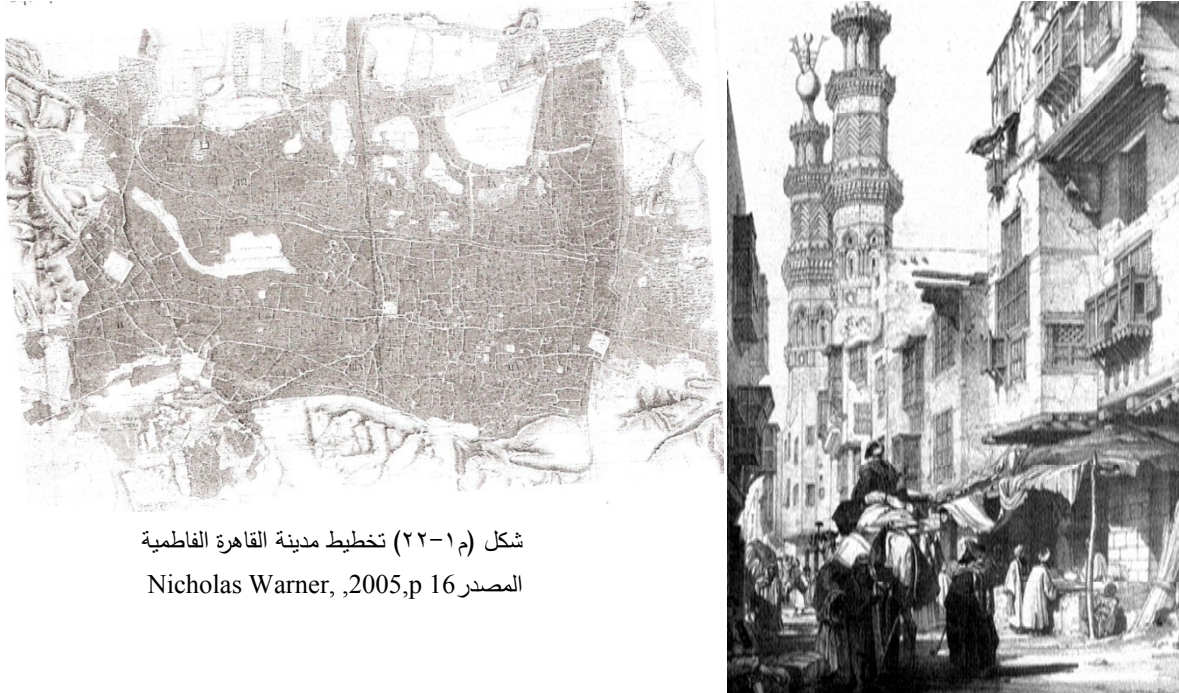 شكل (م١-٢٢) تخطيط مدينة القاهرة الفاطمية
المصدر Nicholas Warner, ,2005,p 16